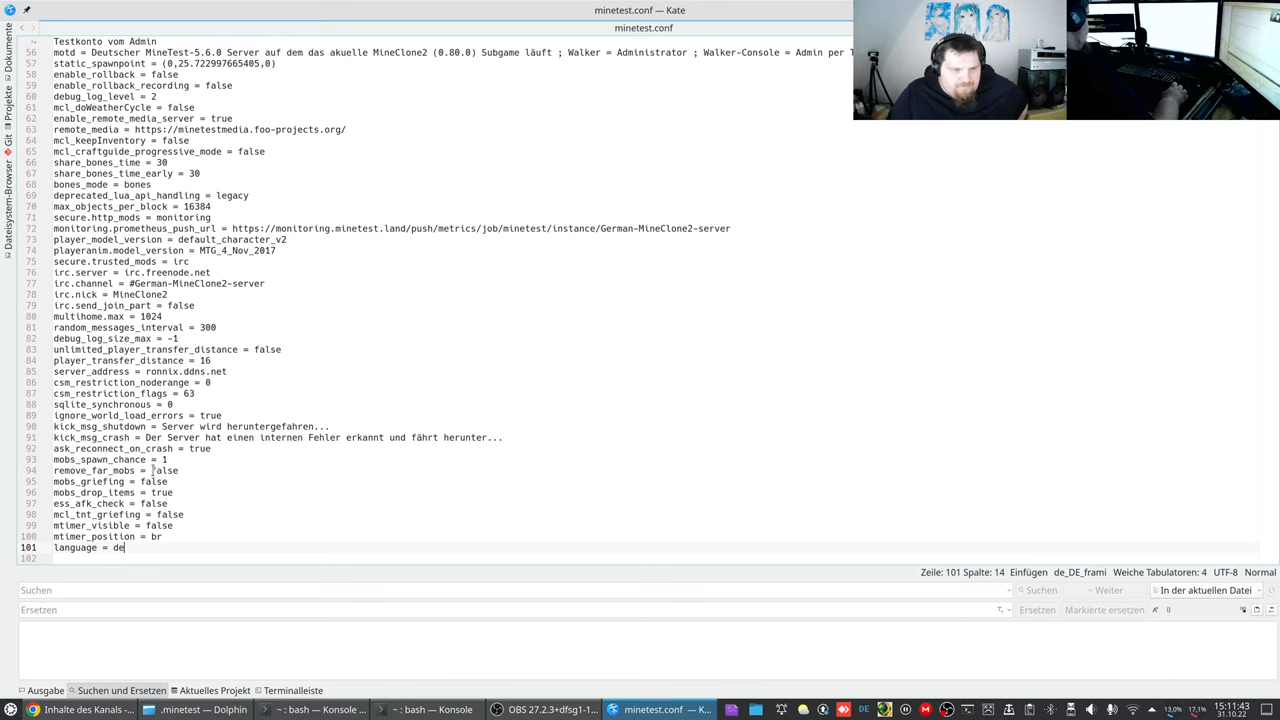 minetest.conf — Kate
minetest.conf
Testkonto vom Admin
56 motd = Deutscher MineTest-5.6.0 Server auf dem das akuelle MineClone2 (0.80.0) Subgame läuft ; Walker = Administrator ; Walker-Console = Admin per T
57 static_spawnpoint = (0,25.722997665405,0)
58 enable_rollback = false
59 enable_rollback_recording = false
60 debug_log_level = 2
61 mcl_doWeatherCycle = false
62 enable_remote_media_server = true
63 remote_media = https://minetestmedia.foo-projects.org/
64 mcl_keepInventory = false
65 mcl_craftguide_progressive_mode = false
66 share_bones_time = 30
67 share_bones_time_early = 30
68 bones_mode = bones
69 deprecated_lua_api_handling = legacy
70 max_objects_per_block = 16384
71 secure.http_mods = monitoring
72 monitoring.prometheus_push_url = https://monitoring.minetest.land/push/metrics/job/minetest/instance/German-MineClone2-server
73 player_model_version = default_character_v2
74 playeranim.model_version = MTG_4_Nov_2017
75 secure.trusted_mods = irc
76 irc.server = irc.freenode.net
77 irc.channel = #German-MineClone2-server
78 irc.nick = MineClone2
79 irc.send_join_part = false
80 multihome.max = 1024
81 random_messages_interval = 300
82 debug_log_size_max = -1
83 unlimited_player_transfer_distance = false
84 player_transfer_distance = 16
85 server_address = ronnix.ddns.net
86 csm_restriction_noderange = 0
87 csm_restriction_flags = 63
88 sqlite_synchronous = 0
89 ignore_world_load_errors = true
90 kick_msg_shutdown = Server wird heruntergefahren...
91 kick_msg_crash = Der Server hat einen internen Fehler erkannt und fährt herunter...
92 ask_reconnect_on_crash = true
93 mobs_spawn_chance = 1
94 remove_far_mobs = false
95 mobs_griefing = false
96 mobs_drop_items = true
97 ess_afk_check = false
98 mcl_tnt_griefing = false
99 mtimer_visible = false
100 mtimer_position = br
101 language = de
102
Dokumente
Projekte
Git
Dateisystem-Browser
Zeile: 101 Spalte: 14 Einfügen de_DE_frami Weiche Tabulatoren: 4 UTF-8 Normal
Suchen Suchen Weiter In der aktuellen Datei
Ersetzen Ersetzen Markierte ersetzen
Ausgabe Suchen und Ersetzen Aktuelles Projekt Terminalleiste
Inhalte des Kanals -... .minetest — Dolphin ~ : bash — Konsole ... ~ : bash — Konsole OBS 27.2.3+dfsg1-1... minetest.conf — K... DE 13,0% 17,1% 15:11:43
31.10.22